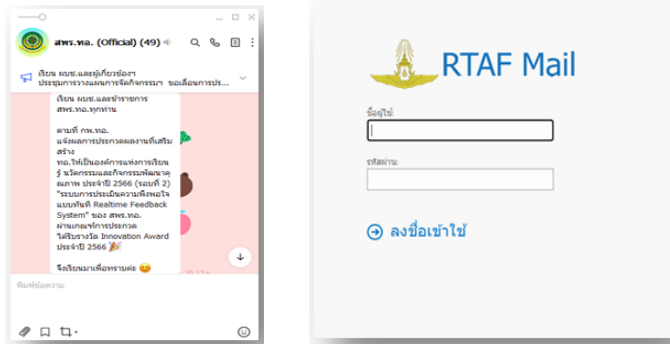 สพร.ทอ. (Official) (49)
เรียน ผบช.และผู้เกี่ยวข้องฯ
ประชุมการวางแผนการจัดกิจกรรมฯ ขอเลื่อนการปร...
เรียน ผบช.และข้าราชการ
สพร.ทอ.ทุกท่าน
ตามที่ กพ.ทอ.
แจ้งผลการประกวดผลงานที่เสริม
สร้าง
ทอ.ให้เป็นองค์การแห่งการเรียน
รู้ นวัตกรรมและกิจกรรมพัฒนาคุ
ณภาพ ประจำปี 2566 (รอบที่ 2)
"ระบบการประเมินความพึงพอใจ
แบบทันที Realtime Feedback
System" ของ สพร.ทอ.
ผ่านเกณฑ์การประกวด
ได้รับรางวัล Innovation Award
ประจำปี 2566 🎉
จึงเรียนมาเพื่อทราบค่ะ 😊
พิมพ์ข้อความ
RTAF Mail
ชื่อผู้ใช้:
รหัสผ่าน:
ลงชื่อเข้าใช้